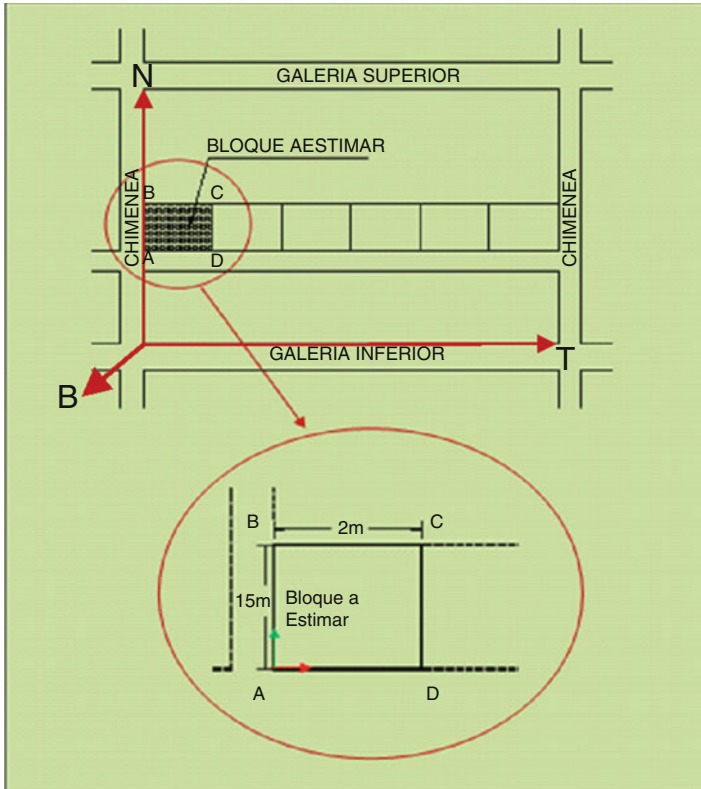 N
GALERIA SUPERIOR
BLOQUE AESTIMAR
CHIMENEA
B
C
CHIMENEA
A
D
GALERIA INFERIOR
T
B
B
2m
C
15m
Bloque a
Estimar
A
D